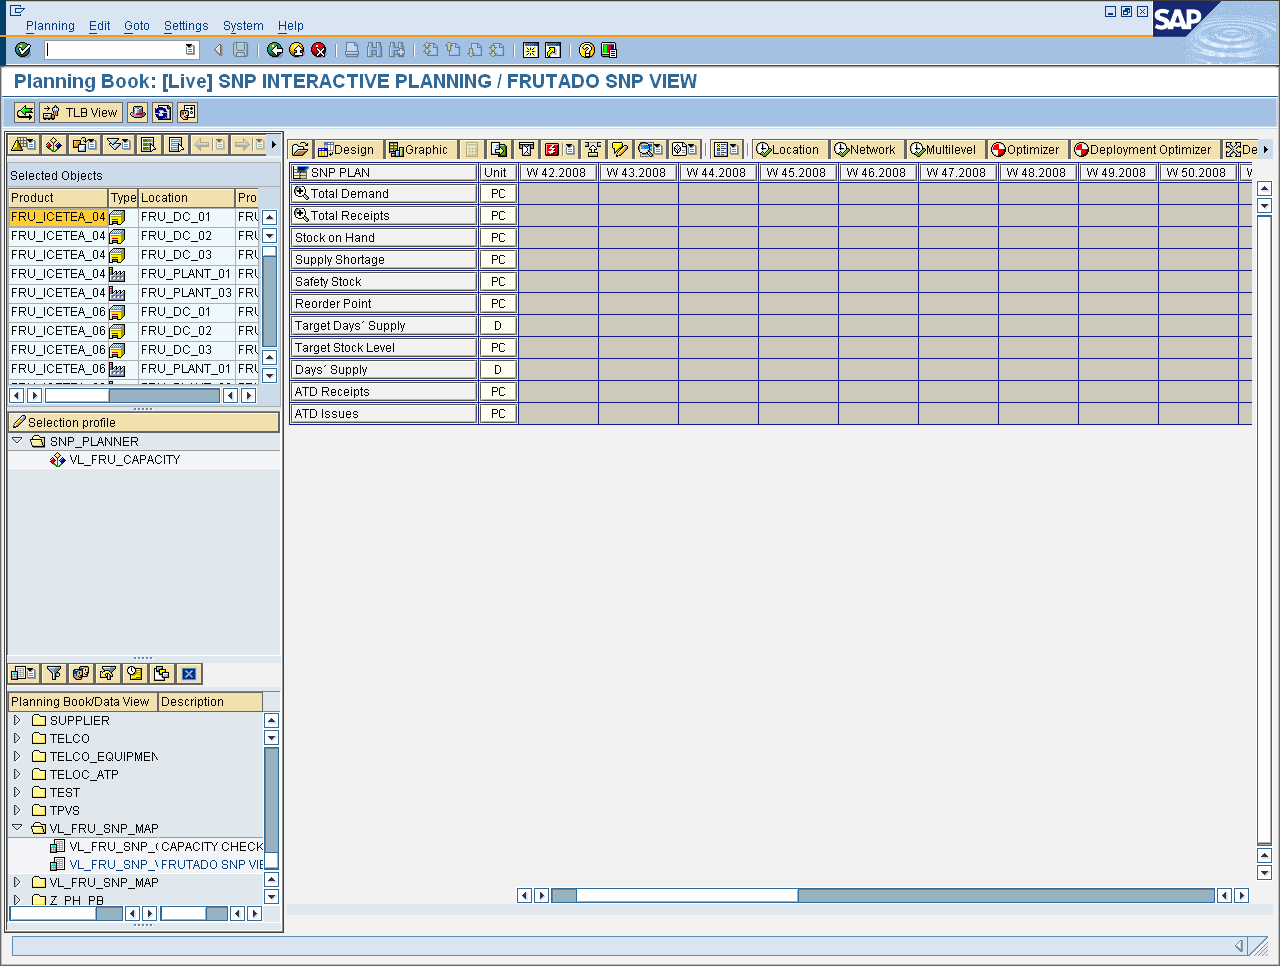 Planning Edit Goto Settings System Help
SAP
Planning Book: [Live] SNP INTERACTIVE PLANNING / FRUTADO SNP VIEW
TLB View
Selected Objects
Product Type Location Pro
FRU_ICETEA_04 FRU_DC_01 FRU
FRU_ICETEA_04 FRU_DC_02 FRU
FRU_ICETEA_04 FRU_DC_03 FRU
FRU_ICETEA_04 FRU_PLANT_01 FRU
FRU_ICETEA_04 FRU_PLANT_03 FRU
FRU_ICETEA_06 FRU_DC_01 FRU
FRU_ICETEA_06 FRU_DC_02 FRU
FRU_ICETEA_06 FRU_DC_03 FRU
FRU_ICETEA_06 FRU_PLANT_01 FRU
Selection profile
SNP_PLANNER
VL_FRU_CAPACITY
Planning Book/Data View Description
SUPPLIER
TELCO
TELCO_EQUIPMEN
TELOC_ATP
TEST
TPVS
VL_FRU_SNP_MAP
VL_FRU_SNP_( CAPACITY CHECK
VL_FRU_SNP_\ FRUTADO SNP VIE
VL_FRU_SNP_MAP
Z_PH_PB
Design Graphic Location Network Multilevel Optimizer Deployment Optimizer De
SNP PLAN Unit W 42.2008 W 43.2008 W 44.2008 W 45.2008 W 46.2008 W 47.2008 W 48.2008 W 49.2008 W 50.2008
Total Demand PC
Total Receipts PC
Stock on Hand PC
Supply Shortage PC
Safety Stock PC
Reorder Point PC
Target Days´ Supply D
Target Stock Level PC
Days´ Supply D
ATD Receipts PC
ATD Issues PC